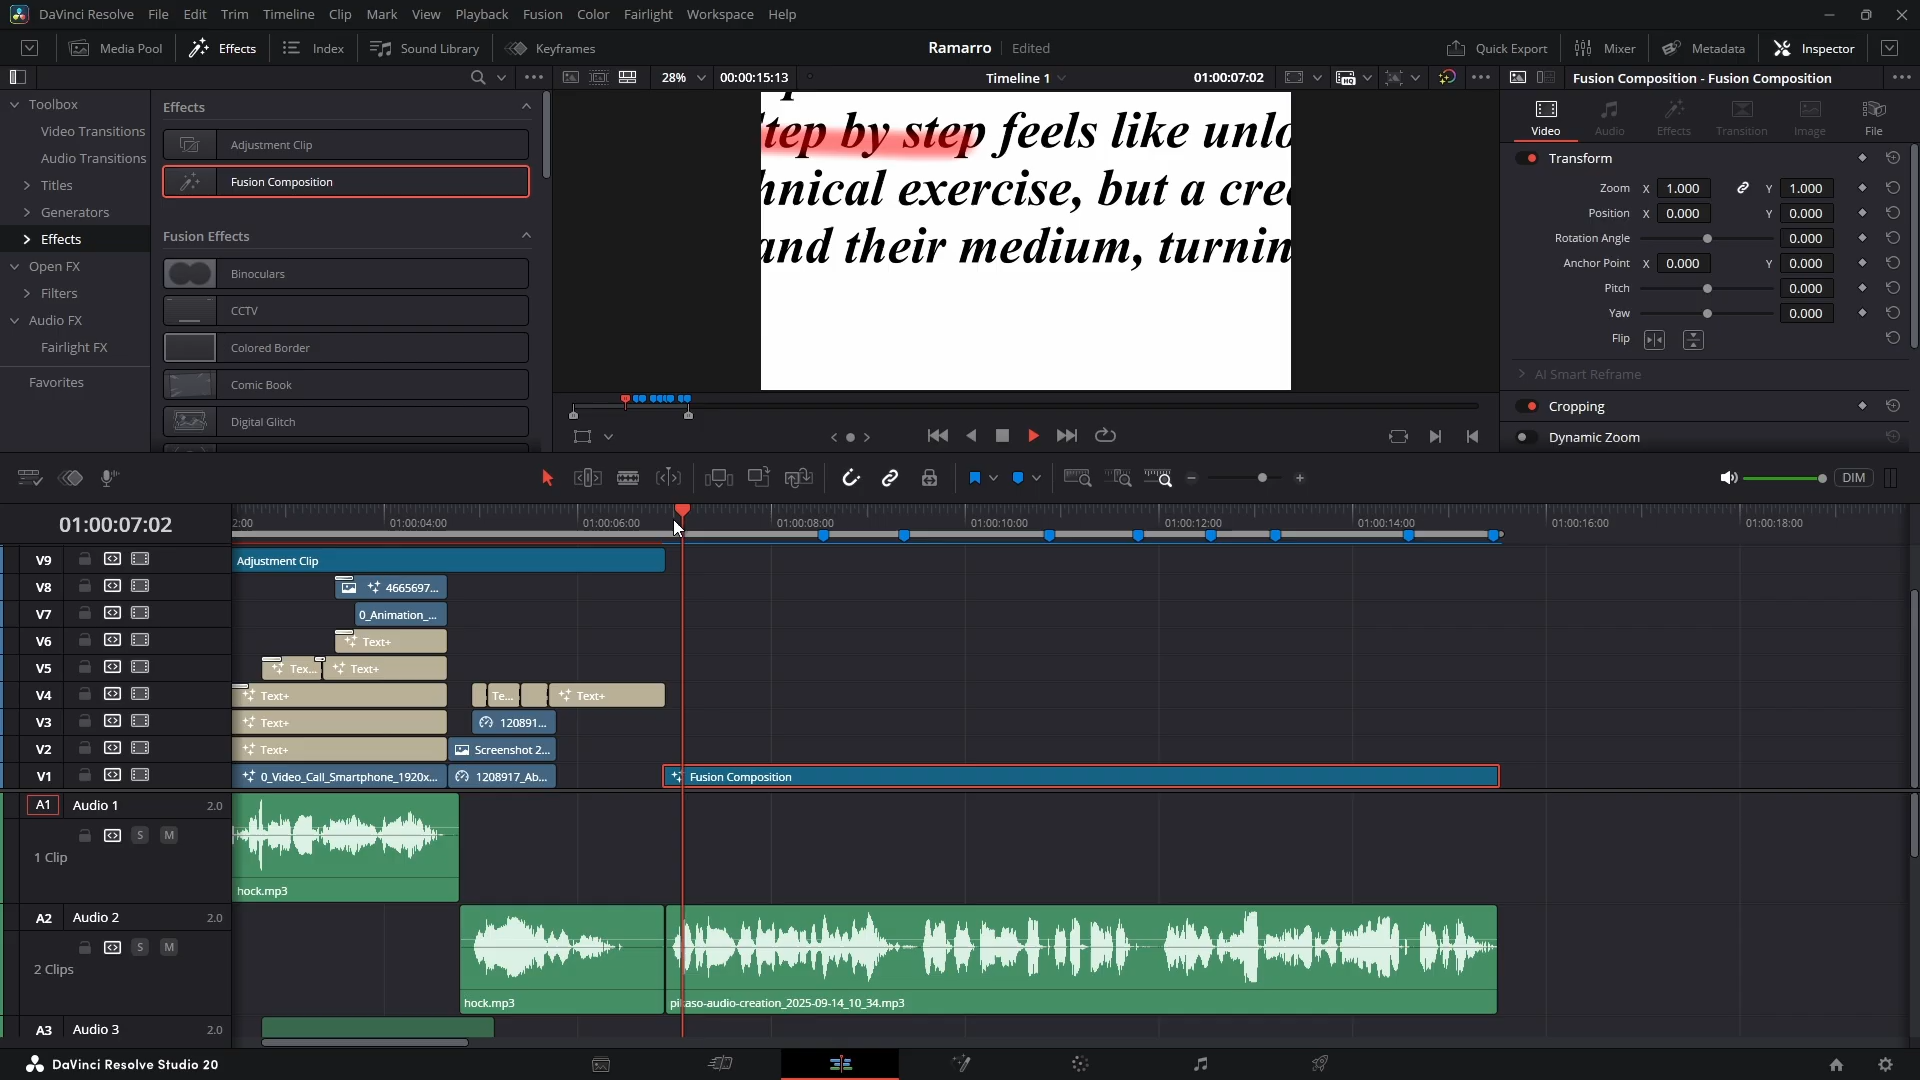 DaVinci Resolve File Edit Trim Timeline Clip Mark View Playback Fusion Color Fairlight Workspace Help
Media Pool Effects Index Sound Library Keyframes Ramarro Edited Quick Export Mixer Metadata Inspector
28% 00:00:15:13 Timeline 1 01:00:07:02 Fusion Composition - Fusion Composition
Toolbox
Video Transitions
Audio Transitions
Titles
Generators
Effects
Open FX
Filters
Audio FX
Fairlight FX
Favorites
Effects
Adjustment Clip
Fusion Composition
Fusion Effects
Binoculars
CCTV
Colored Border
Comic Book
Digital Glitch
tep by step feels like unlo
hnical exercise, but a cre
and their medium, turnin
Video Audio Effects Transition Image File
Transform
Zoom X 1.000 Y 1.000
Position X 0.000 Y 0.000
Rotation Angle 0.000
Anchor Point X 0.000 Y 0.000
Pitch 0.000
Yaw 0.000
Flip
AI Smart Reframe
Cropping
Dynamic Zoom
DIM
01:00:07:02
2:00 01:00:04:00 01:00:06:00 01:00:08:00 01:00:10:00 01:00:12:00 01:00:14:00 01:00:16:00 01:00:18:00
V9 Adjustment Clip
V8 4665697...
V7 0_Animation_...
V6 Text+
V5 Tex... Text+
V4 Text+ Te... Text+
V3 Text+ 120891...
V2 Text+ Screenshot 2...
V1 0_Video_Call_Smartphone_1920x... 1208917_Ab... Fusion Composition
A1 Audio 1 2.0
S M
1 Clip
hock.mp3
A2 Audio 2 2.0
S M
2 Clips
hock.mp3 pikaso-audio-creation_2025-09-14_10_34.mp3
A3 Audio 3 2.0
DaVinci Resolve Studio 20